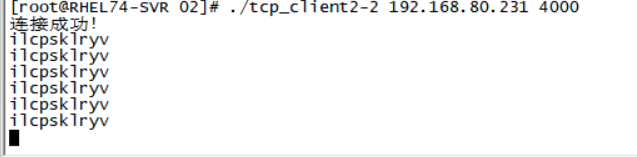 [root@RHEL74-SVR 02]# ./tcp_client2-2 192.168.80.231 4000
连接成功！
ilcpsklryv
ilcpsklryv
ilcpsklryv
ilcpsklryv
ilcpsklryv
ilcpsklryv